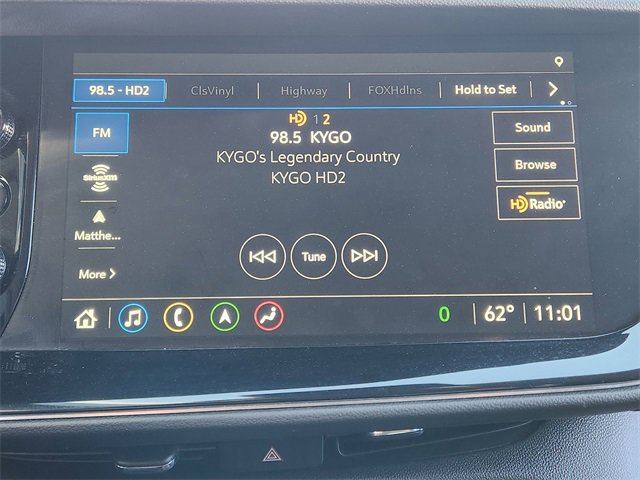 98.5 - HD2 ClsVinyl Highway FOXHdlns Hold to Set
FM
HD 1 2
98.5 KYGO
KYGO's Legendary Country
KYGO HD2
Sound
Browse
HD Radio
SiriusXM
Matthe...
More
Tune
0 62° 11:01